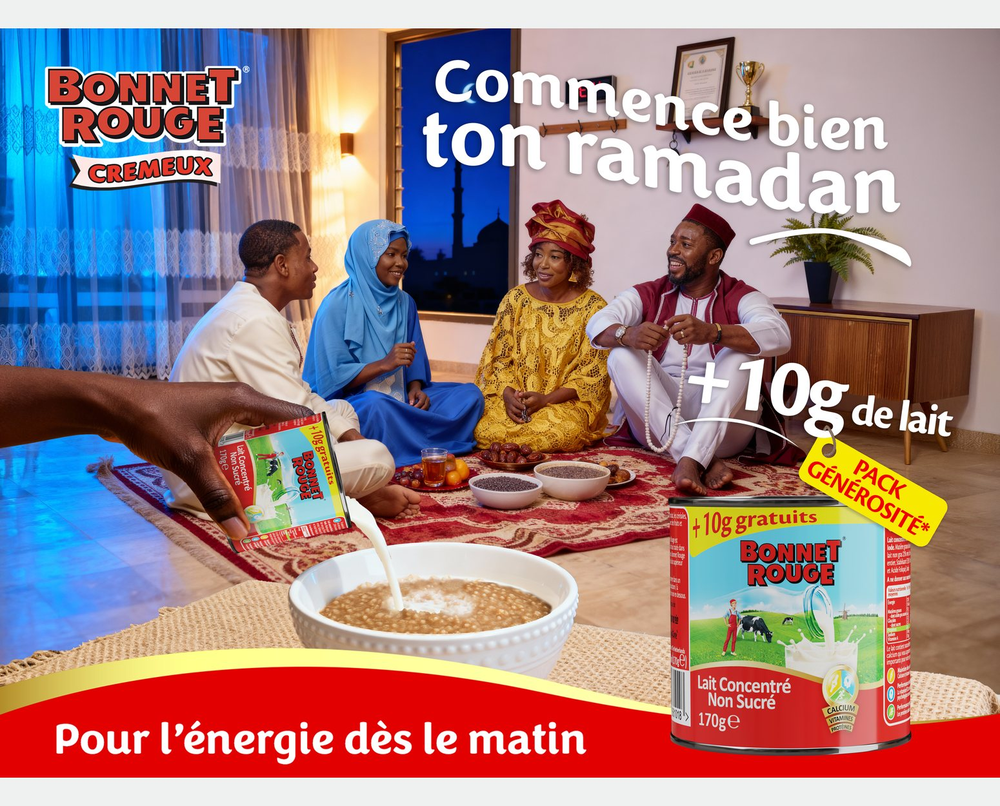 BONNET
ROUGE
CREMEUX
Commence bien
ton ramadan
+10g de lait
PACK
GÉNÉROSITÉ*
+10g gratuits
BONNET
ROUGE
Lait Concentré
Non Sucré
170g
+10g gratuits
BONNET
ROUGE
Lait Concentré
Non Sucré
170g e
CALCIUM
VITAMINES
PROTÉINES
Pour l'énergie dès le matin